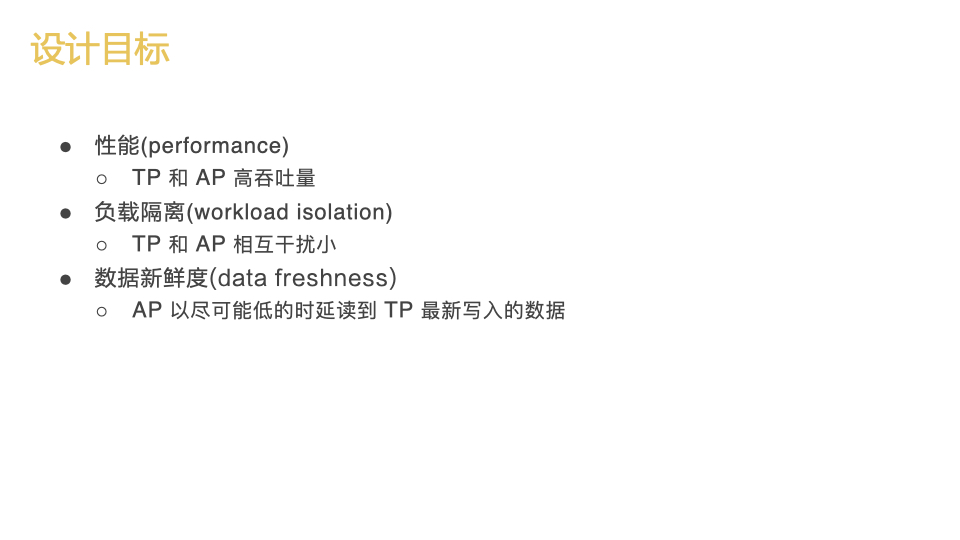 设计目标
● 性能(performance)
○ TP 和 AP 高吞吐量
● 负载隔离(workload isolation)
○ TP 和 AP 相互干扰小
● 数据新鲜度(data freshness)
○ AP 以尽可能低的时延读到 TP 最新写入的数据